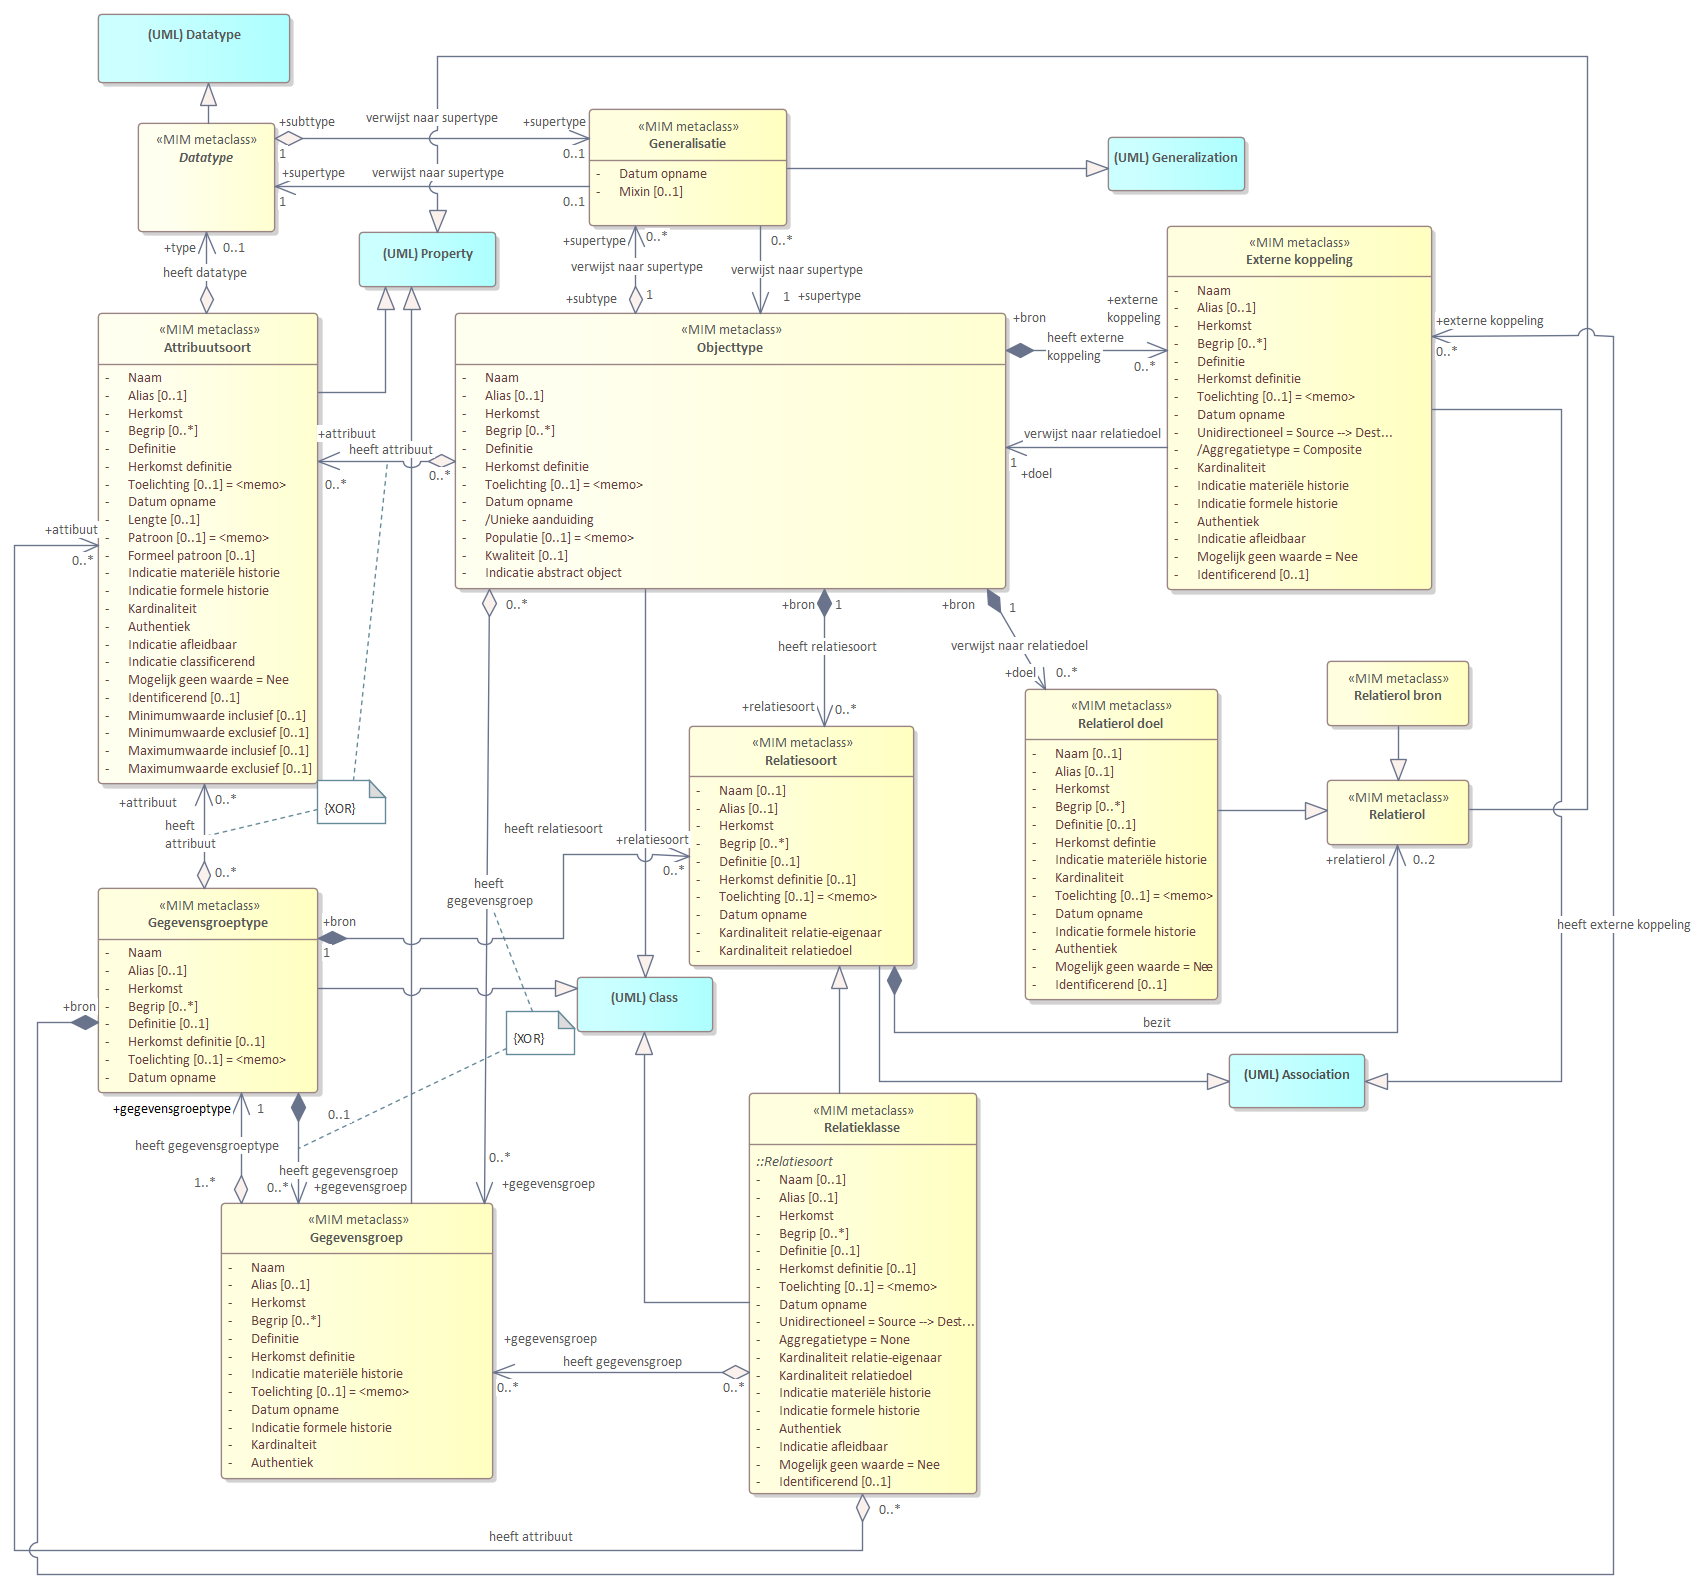 (UML) Datatype
«MIM metaclass»
Datatype
+subttype
1
verwijst naar supertype
+supertype
0..1
+supertype
1
verwijst naar supertype
0..1
«MIM metaclass»
Generalisatie
- Datum opname
- Mixin [0..1]
(UML) Generalization
(UML) Property
+type
0..1
heeft datatype
+supertype
0..*
verwijst naar supertype
+subtype
1
0..*
verwijst naar supertype
1
+supertype
«MIM metaclass»
Externe koppeling
- Naam
- Alias [0..1]
- Herkomst
- Begrip [0..*]
- Definitie
- Herkomst definitie
- Toelichting [0..1] = <memo>
- Datum opname
- Unidirectioneel = Source --> Dest...
- /Aggregatietype = Composite
- Kardinaliteit
- Indicatie materiële historie
- Indicatie formele historie
- Authentiek
- Indicatie afleidbaar
- Mogelijk geen waarde = Nee
- Identificerend [0..1]
+bron
+externe
koppeling
heeft externe
koppeling
0..*
verwijst naar relatiedoel
1
+doel
+externe koppeling
0..*
«MIM metaclass»
Attribuutsoort
- Naam
- Alias [0..1]
- Herkomst
- Begrip [0..*]
- Definitie
- Herkomst definitie
- Toelichting [0..1] = <memo>
- Datum opname
- Lengte [0..1]
- Patroon [0..1] = <memo>
- Formeel patroon [0..1]
- Indicatie materiële historie
- Indicatie formele historie
- Kardinaliteit
- Authentiek
- Indicatie afleidbaar
- Indicatie classificerend
- Mogelijk geen waarde = Nee
- Identificerend [0..1]
- Minimumwaarde inclusief [0..1]
- Minimumwaarde exclusief [0..1]
- Maximumwaarde inclusief [0..1]
- Maximumwaarde exclusief [0..1]
+attribuut
heeft attribuut
0..*
0..*
+attibuut
0..*
«MIM metaclass»
Objecttype
- Naam
- Alias [0..1]
- Herkomst
- Begrip [0..*]
- Definitie
- Herkomst definitie
- Toelichting [0..1] = <memo>
- Datum opname
- /Unieke aanduiding
- Populatie [0..1] = <memo>
- Kwaliteit [0..1]
- Indicatie abstract object
0..*
+bron
1
heeft relatiesoort
+relatiesoort
0..*
+bron
1
verwijst naar relatiedoel
+doel
0..*
«MIM metaclass»
Relatierol bron
«MIM metaclass»
Relatierol doel
- Naam [0..1]
- Alias [0..1]
- Herkomst
- Begrip [0..*]
- Definitie [0..1]
- Herkomst defintie
- Indicatie materiële historie
- Kardinaliteit
- Toelichting [0..1] = <memo>
- Datum opname
- Indicatie formele historie
- Authentiek
- Mogelijk geen waarde = Nee
- Identificerend [0..1]
«MIM metaclass»
Relatierol
+relatierol
0..2
«MIM metaclass»
Relatiesoort
- Naam [0..1]
- Alias [0..1]
- Herkomst
- Begrip [0..*]
- Definitie [0..1]
- Herkomst definitie [0..1]
- Toelichting [0..1] = <memo>
- Datum opname
- Kardinaliteit relatie-eigenaar
- Kardinaliteit relatiedoel
{XOR}
+attribuut
0..*
heeft
attribuut
0..*
heeft relatiesoort
+relatiesoort
0..*
heeft
gegevensgroep
heeft externe koppeling
«MIM metaclass»
Gegevensgroeptype
- Naam
- Alias [0..1]
- Herkomst
- Begrip [0..*]
- Definitie [0..1]
- Herkomst definitie [0..1]
- Toelichting [0..1] = <memo>
- Datum opname
+bron
1
+bron
(UML) Class
{XOR}
bezit
(UML) Association
+gegevensgroeptype
1
0..1
heeft gegevensgroeptype
heeft gegevensgroep
1..*
0..*
+gegevensgroep
0..*
+gegevensgroep
«MIM metaclass»
Gegevensgroep
- Naam
- Alias [0..1]
- Herkomst
- Begrip [0..*]
- Definitie
- Herkomst definitie
- Indicatie materiële historie
- Toelichting [0..1] = <memo>
- Datum opname
- Indicatie formele historie
- Kardinalteit
- Authentiek
«MIM metaclass»
Relatieklasse
::Relatiesoort
- Naam [0..1]
- Alias [0..1]
- Herkomst
- Begrip [0..*]
- Definitie [0..1]
- Herkomst definitie [0..1]
- Toelichting [0..1] = <memo>
- Datum opname
- Unidirectioneel = Source --> Dest...
- Aggregatietype = None
- Kardinaliteit relatie-eigenaar
- Kardinaliteit relatiedoel
- Indicatie materiële historie
- Indicatie formele historie
- Authentiek
- Indicatie afleidbaar
- Mogelijk geen waarde = Nee
- Identificerend [0..1]
+gegevensgroep
heeft gegevensgroep
0..*
0..*
0..*
heeft attribuut